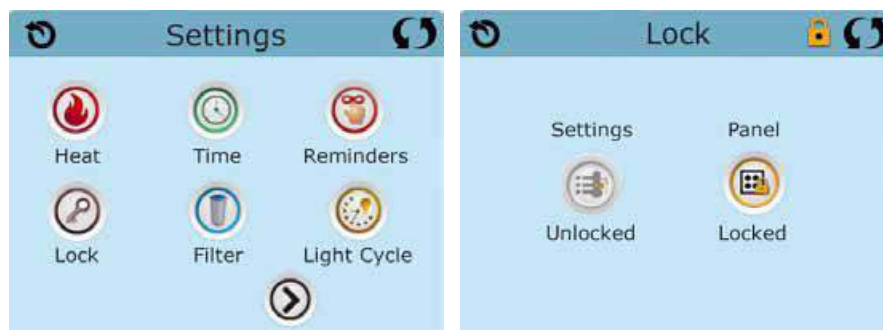 Settings
Heat
Time
Reminders
Lock
Filter
Light Cycle
Lock
Settings
Panel
Unlocked
Locked